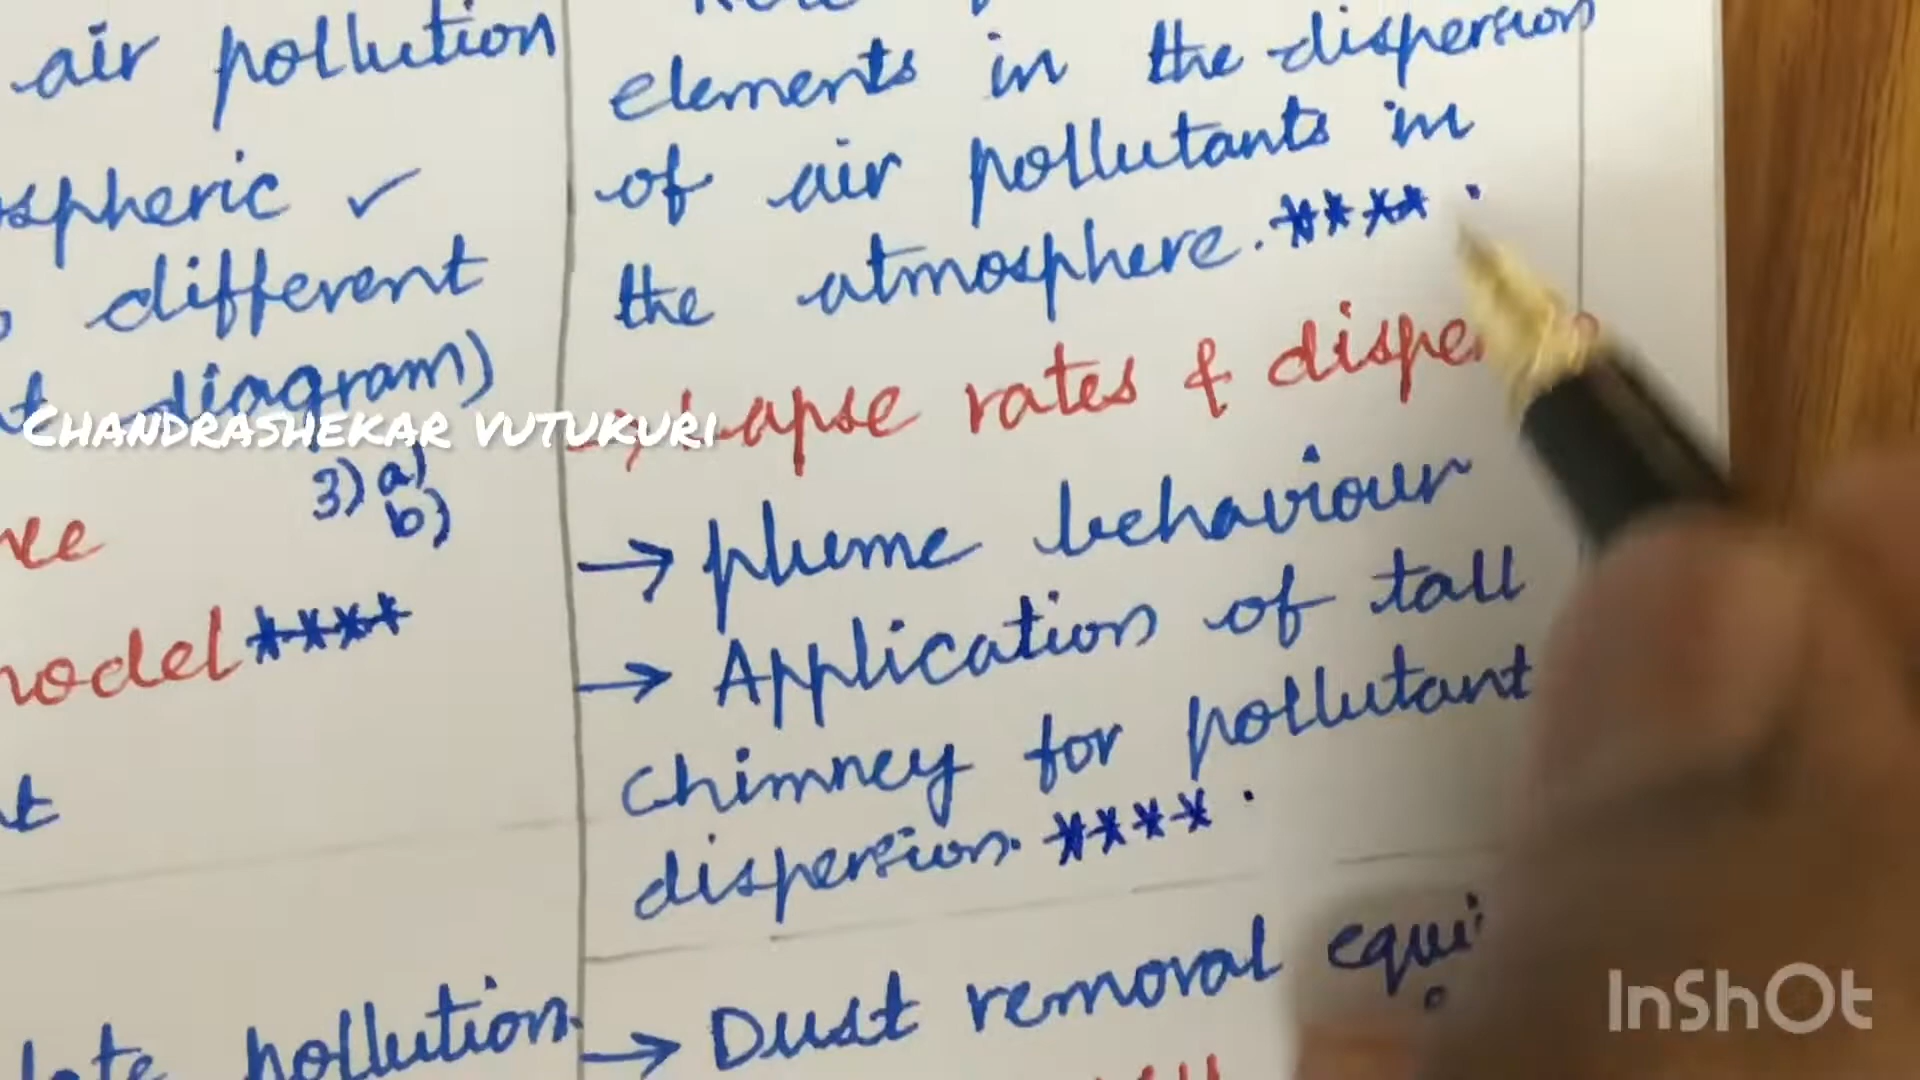 air pollution
spheric ✓
different
diagram)
3) a)
b)
model ****
pollution.
elements in the dispersion
of air pollutants in
the atmosphere. ****
Lapse rates & disper
→ plume behaviour
→ Application of tall
chimney for pollutant
dispersion. ****
→ Dust removal equi
CHANDRASHEKAR VUTUKURI
InShOt